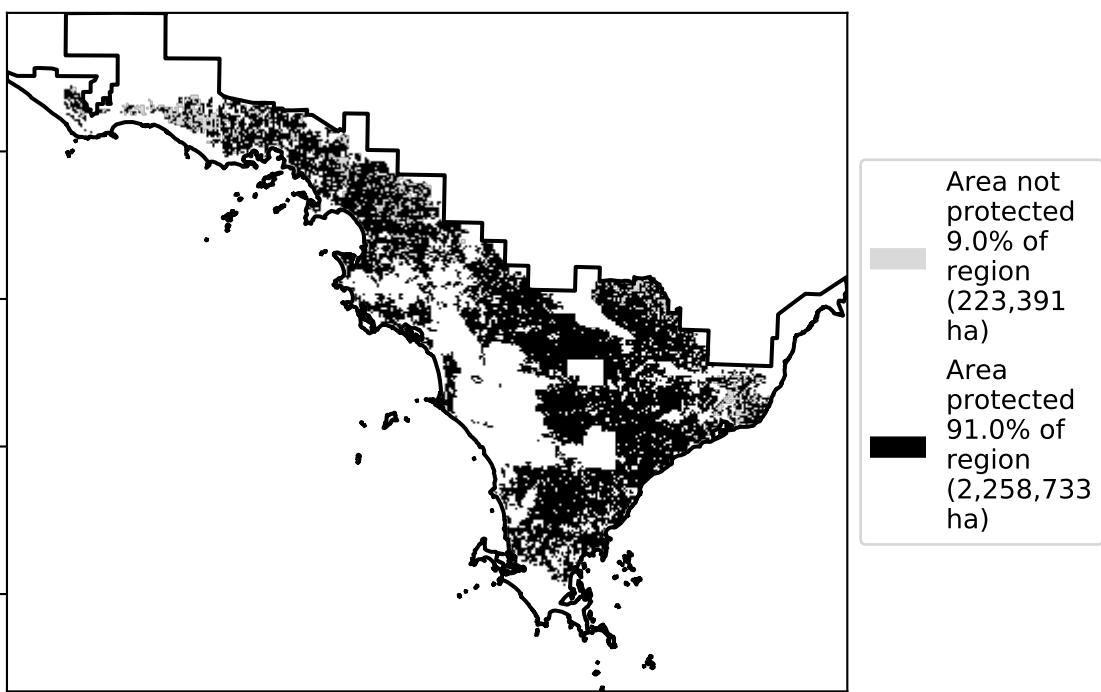 Area not
protected
9.0% of
region
(223,391
ha)
Area
protected
91.0% of
region
(2,258,733
ha)